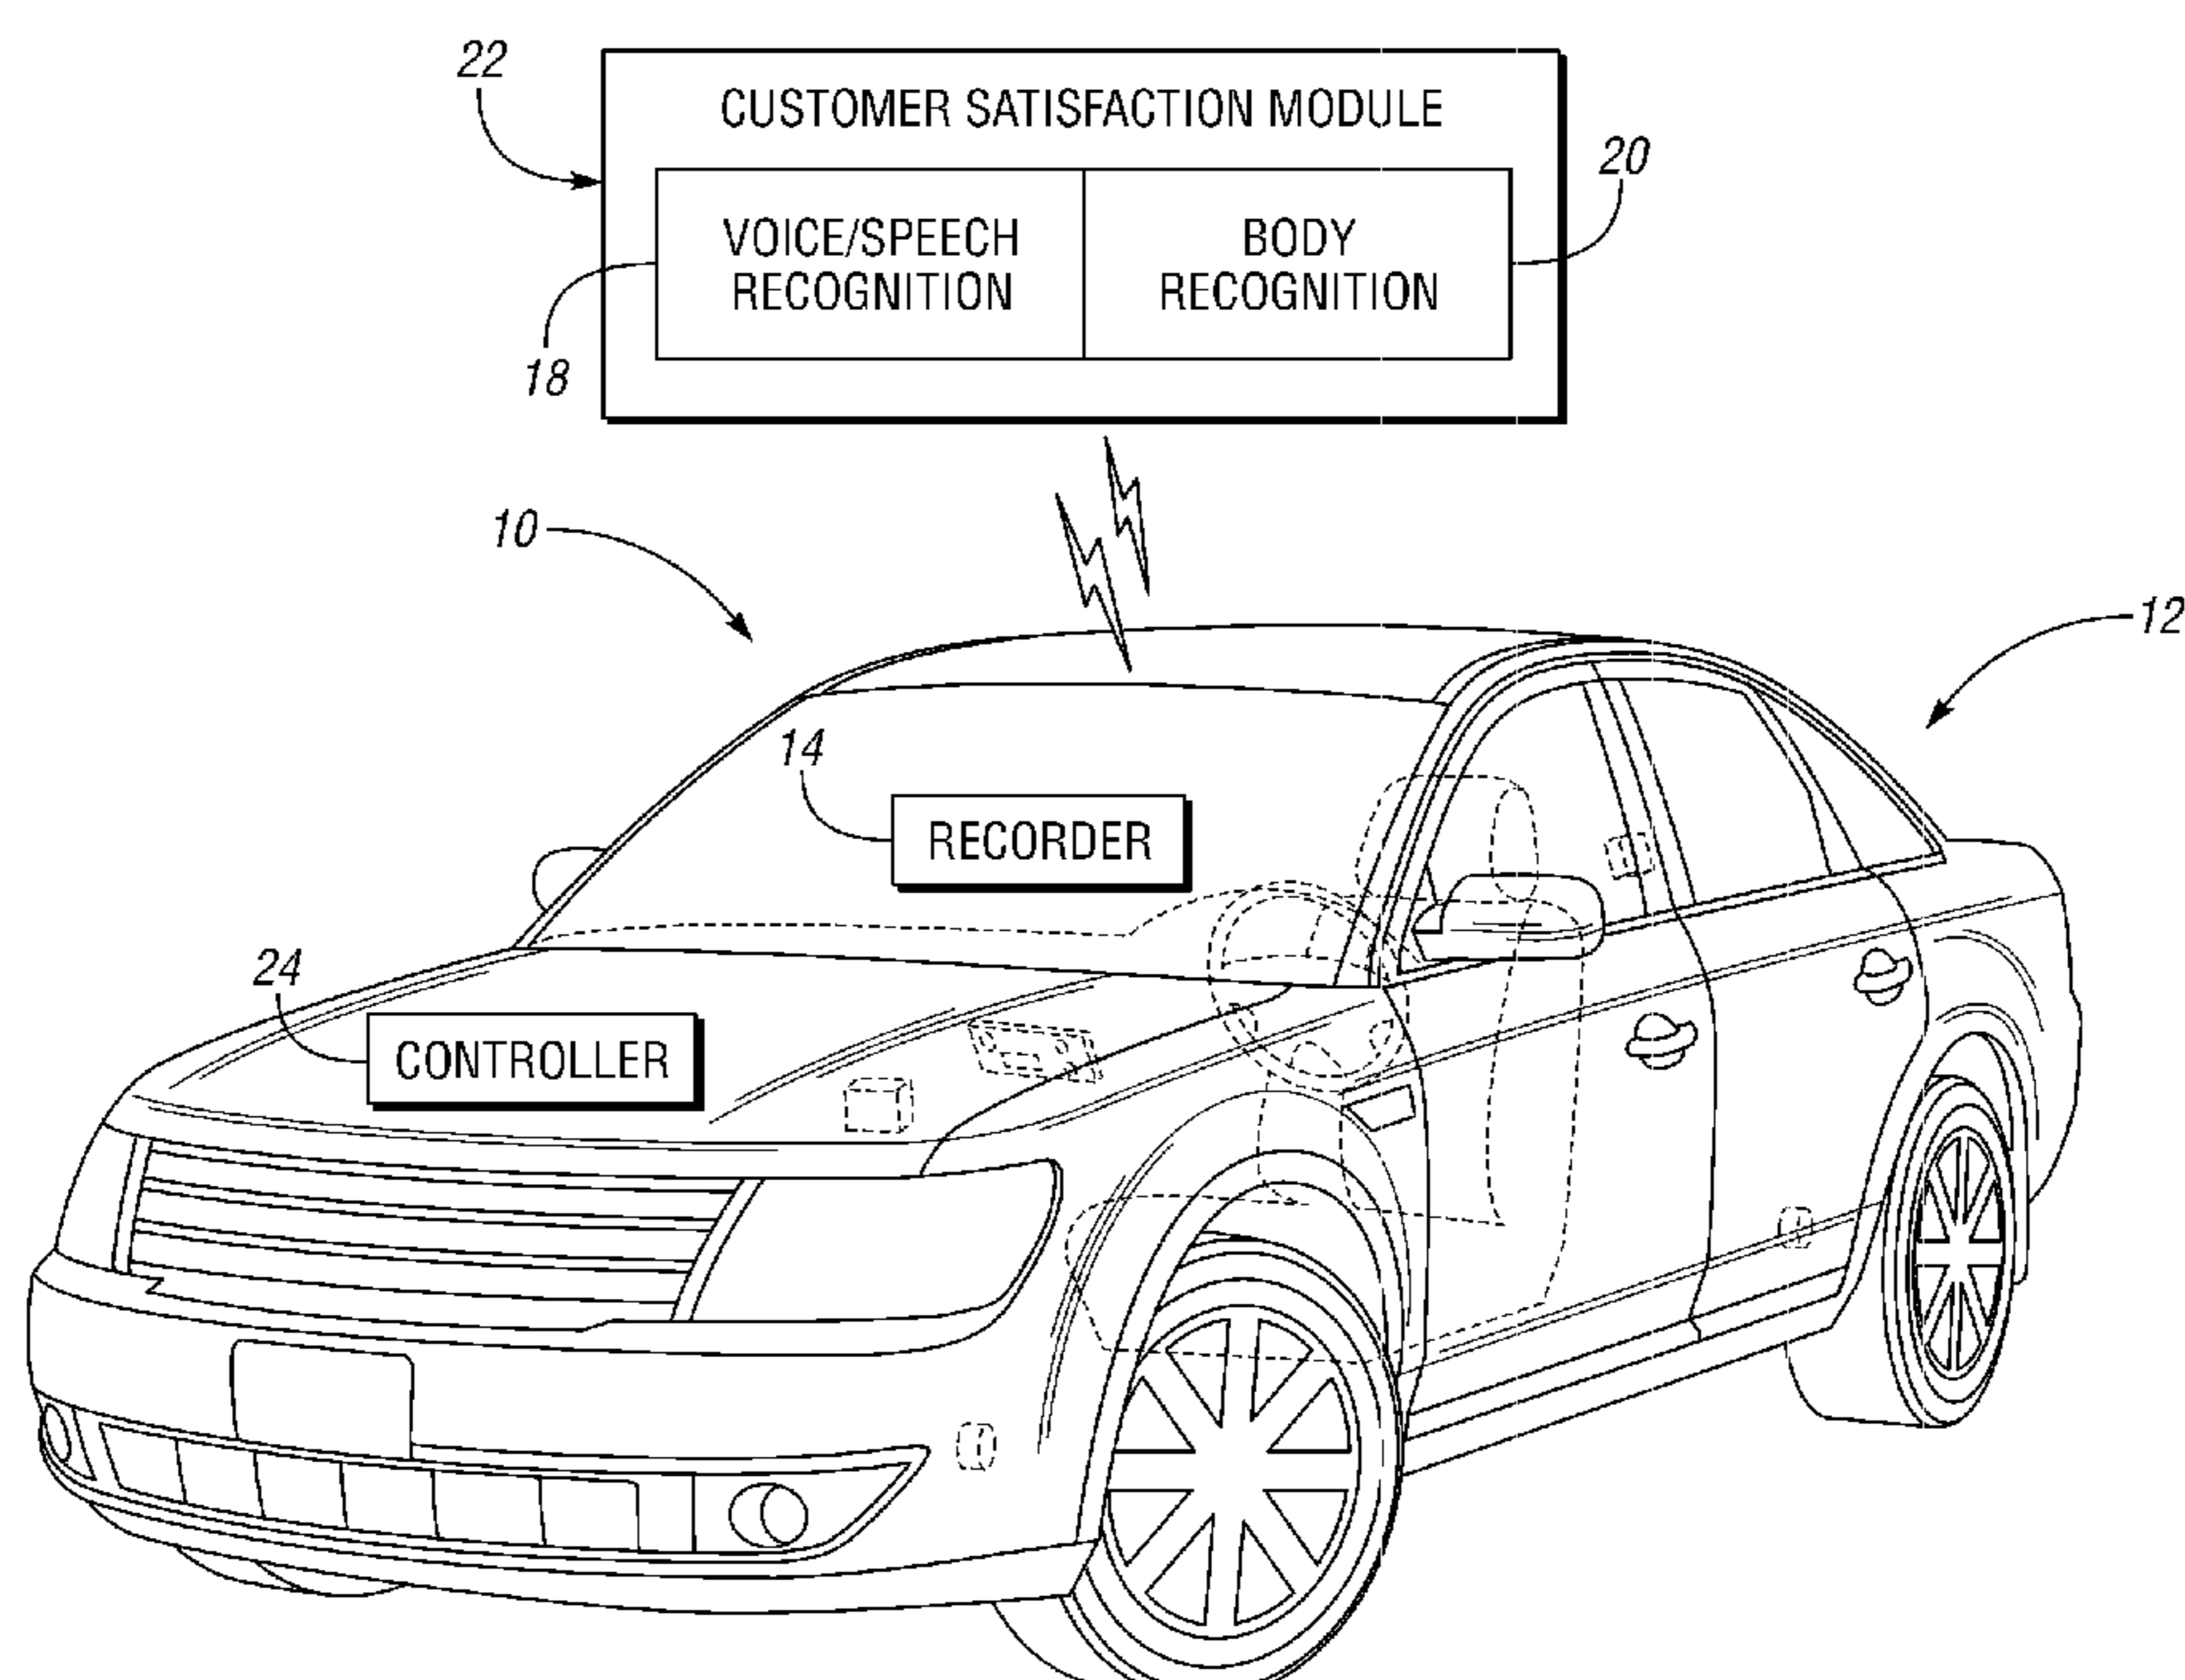 22
CUSTOMER SATISFACTION MODULE
20
VOICE/SPEECH
RECOGNITION
BODY
RECOGNITION
18
10
12
14
RECORDER
24
CONTROLLER